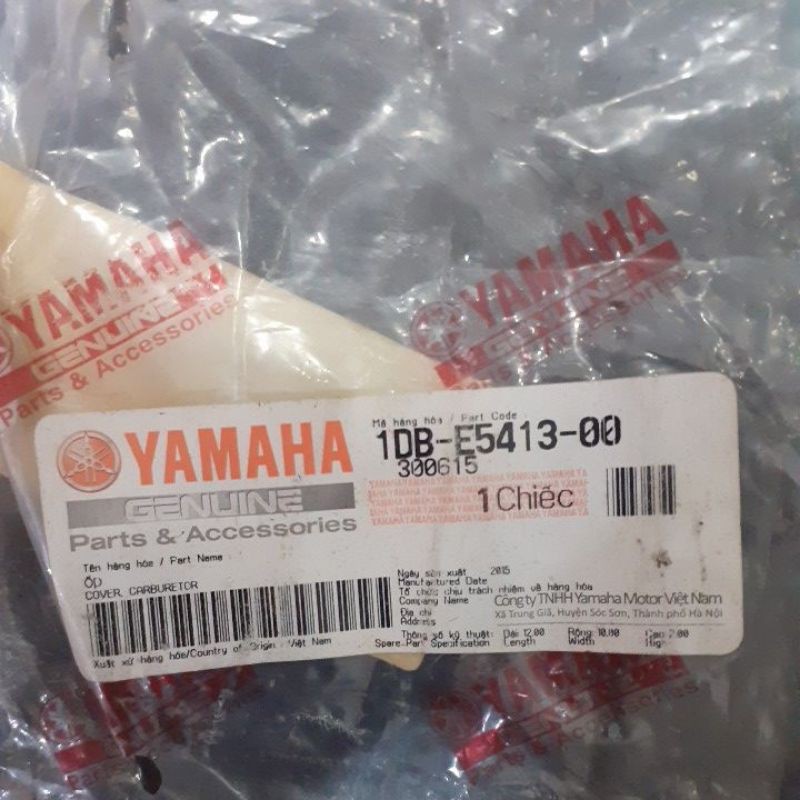 YAMAHA
GENUINE
Parts & Accessories
YAMAHA
GENUINE
Parts & Accessories
YAMAHA
GENUINE
Parts & Accessories
Mã hàng hóa / Part Code
1DB-E5413-00
300615
1 Chiếc
Tên hàng hóa / Part Name
ỐP
COVER, CARBURETOR
Xuất xứ hàng hóa/Country of Origin : Việt Nam
Ngày sản xuất 2015
Manufactured Date
Tổ chức chịu trách nhiệm về hàng hóa
Company Name Công ty TNHH Yamaha Motor Việt Nam
Địa chỉ Xã Trung Giã, Huyện Sóc Sơn, Thành phố Hà Nội
Address
Thông số kỹ thuật: Dài 12.00 Rộng 10.00 Cao 2.00
Spare Part Specification Length Width High
YAMAHA
YAMAHA